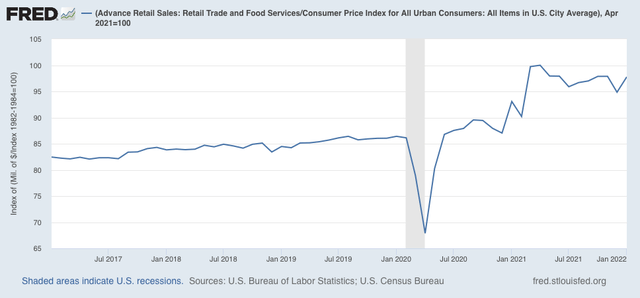 FRED — (Advance Retail Sales: Retail Trade and Food Services/Consumer Price Index for All Urban Consumers: All Items in U.S. City Average), Apr
2021=100
Index of (Mil. of $/Index 1982-1984=100)
105
100
95
90
85
80
75
70
65
Jul 2017 Jan 2018 Jul 2018 Jan 2019 Jul 2019 Jan 2020 Jul 2020 Jan 2021 Jul 2021 Jan 2022
Shaded areas indicate U.S. recessions. Sources: U.S. Bureau of Labor Statistics; U.S. Census Bureau fred.stlouisfed.org